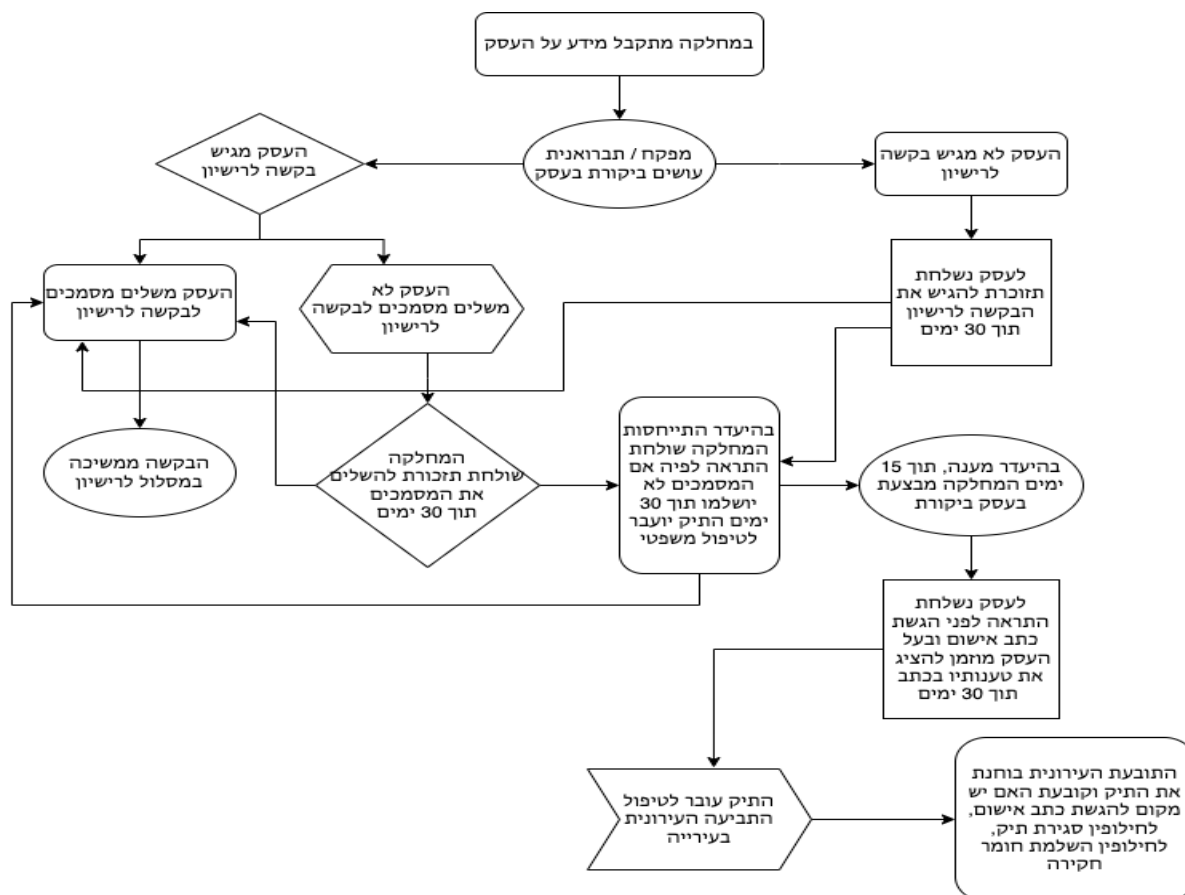 במחלקה מתקבל מידע על העסק
העסק לא מגיש בקשה
לרישיון
מפקח / תברואנית
עושים ביקורת בעסק
העסק מגיש
בקשה לרישיון
לעסק נשלחת
תזוכרת להגיש את
הבקשה לרישיון
תוך 30 ימים
העסק לא
משלים מסמכים לבקשה
לרישיון
העסק משלים מסמכים
לבקשה לרישיון
בהיעדר מענה, תוך 15
ימים המחלקה מבצעת
בעסק ביקורת
בהיעדר התייחסות
המחלקה שולחת
התראה לפיה אם
המסמכים לא
יושלמו תוך 30
ימים התיק יועבר
לטיפול משפטי
המחלקה
שולחת תזכורת להשלים
את המסמכים
תוך 30 ימים
הבקשה ממשיכה
במסלול לרישיון
לעסק נשלחת
התראה לפני הגשת
כתב אישום ובעל
העסק מוזמן להציג
את טענותיו בכתב
תוך 30 ימים
התובעת העירונית בוחנת
את התיק וקובעת האם יש
מקום להגשת כתב אישום,
לחילופין סגירת תיק,
לחילופין השלמת חומר
חקירה
התיק עובר לטיפול
התביעה העירונית
בעירייה